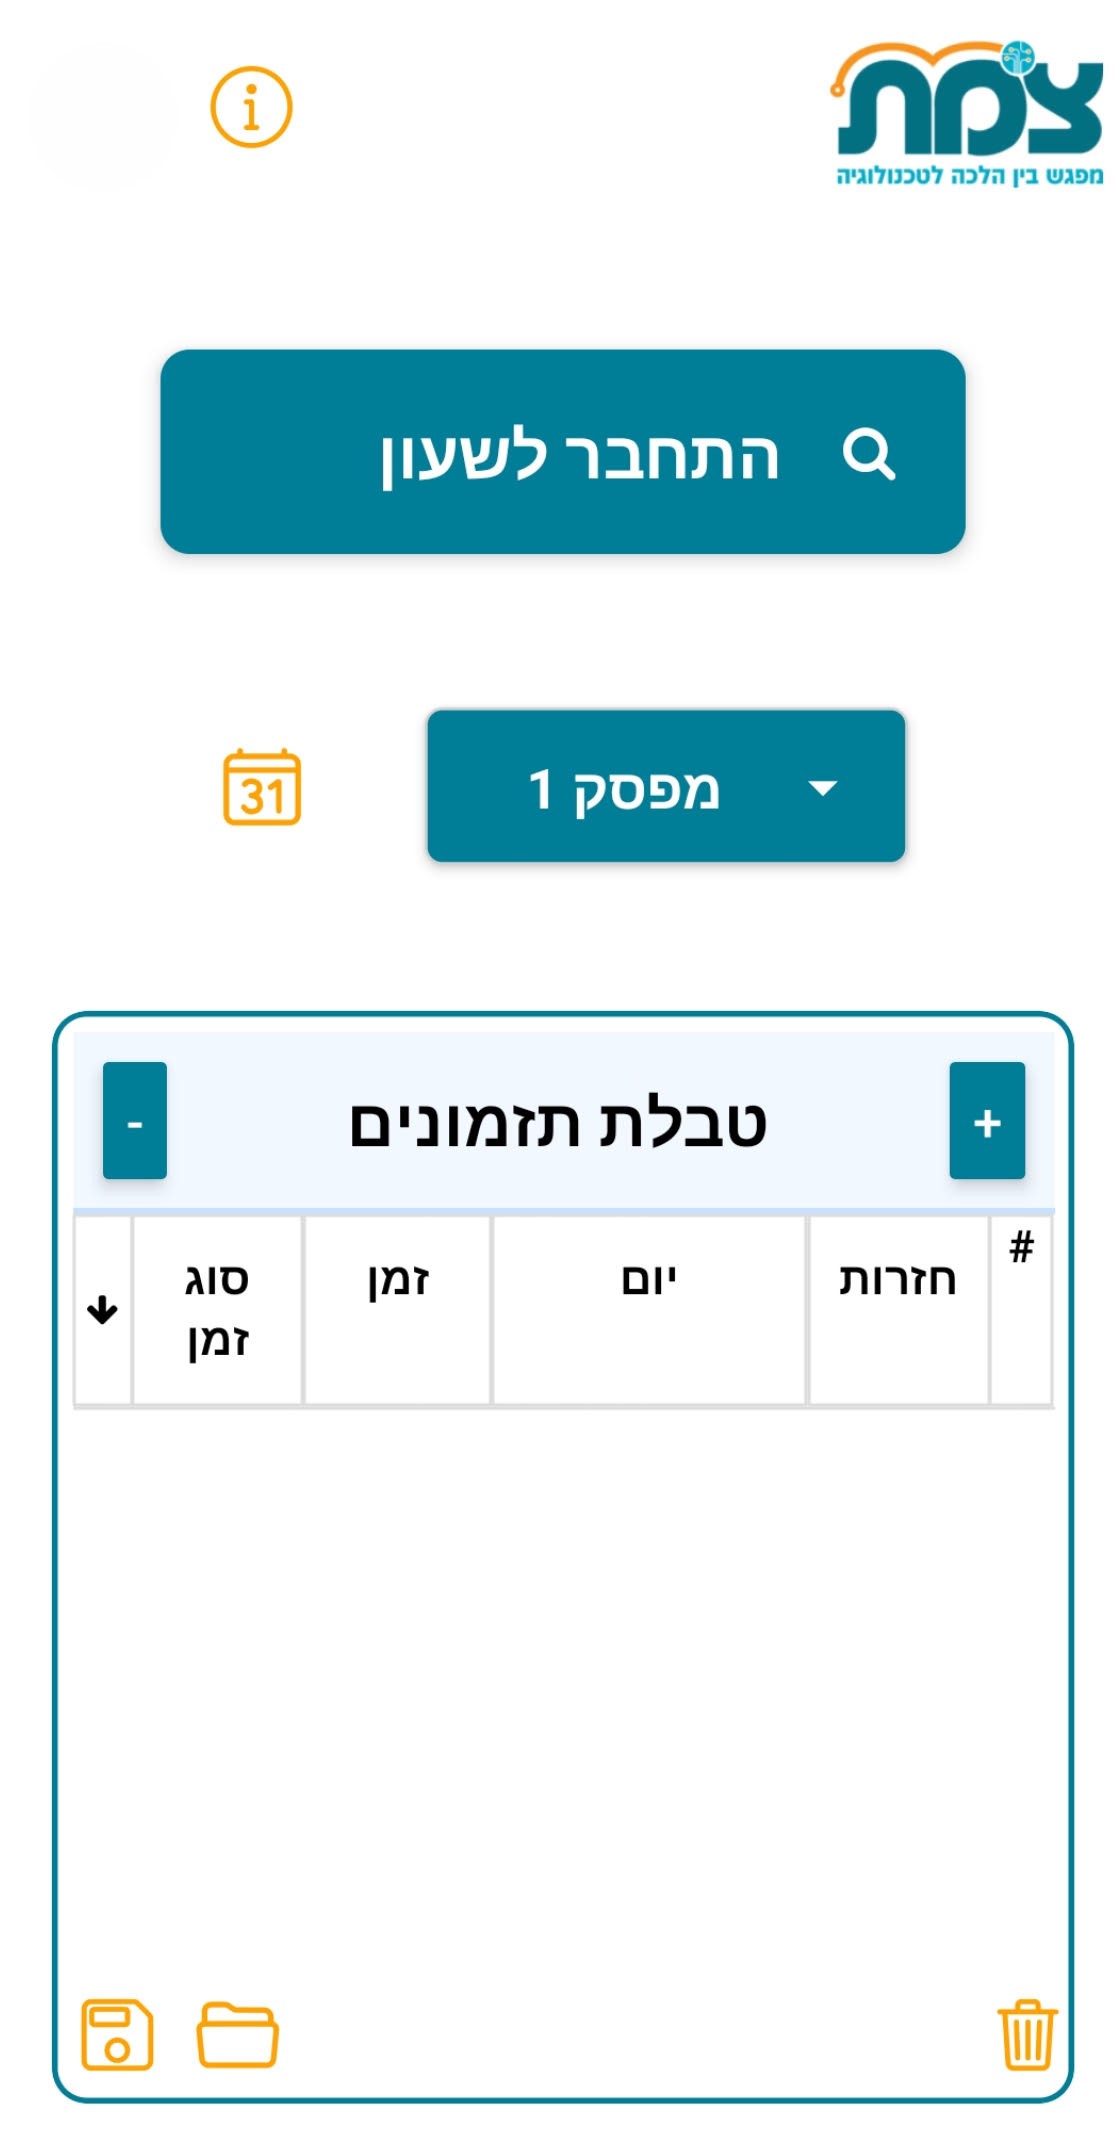 צמת
מפגש בין הלכה לטכנולוגיה
התחבר לשעון
מפסק 1
31
+
טבלת תזמונים
-
#
חזרות
יום
זמן
סוג
זמן